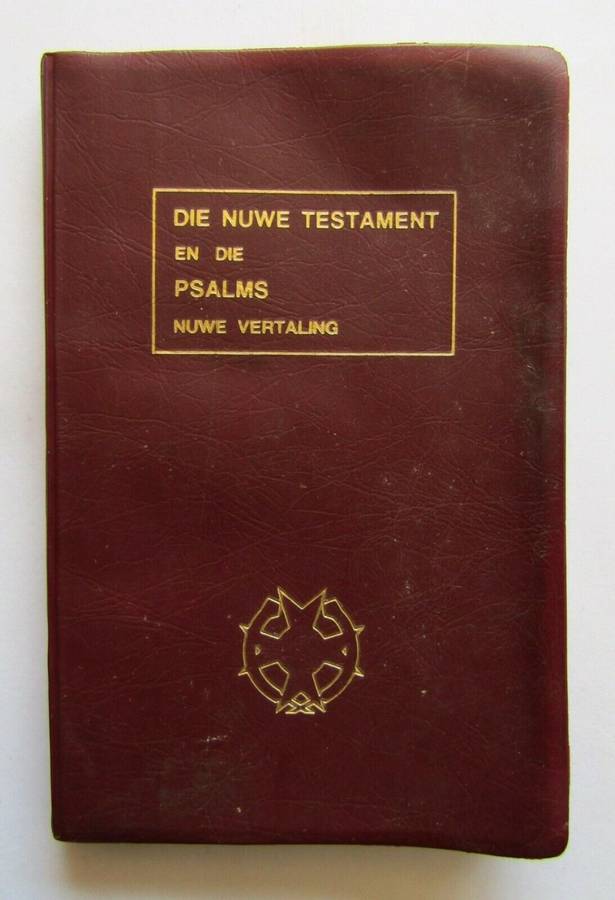 DIE NUWE TESTAMENT
EN DIE
PSALMS
NUWE VERTALING